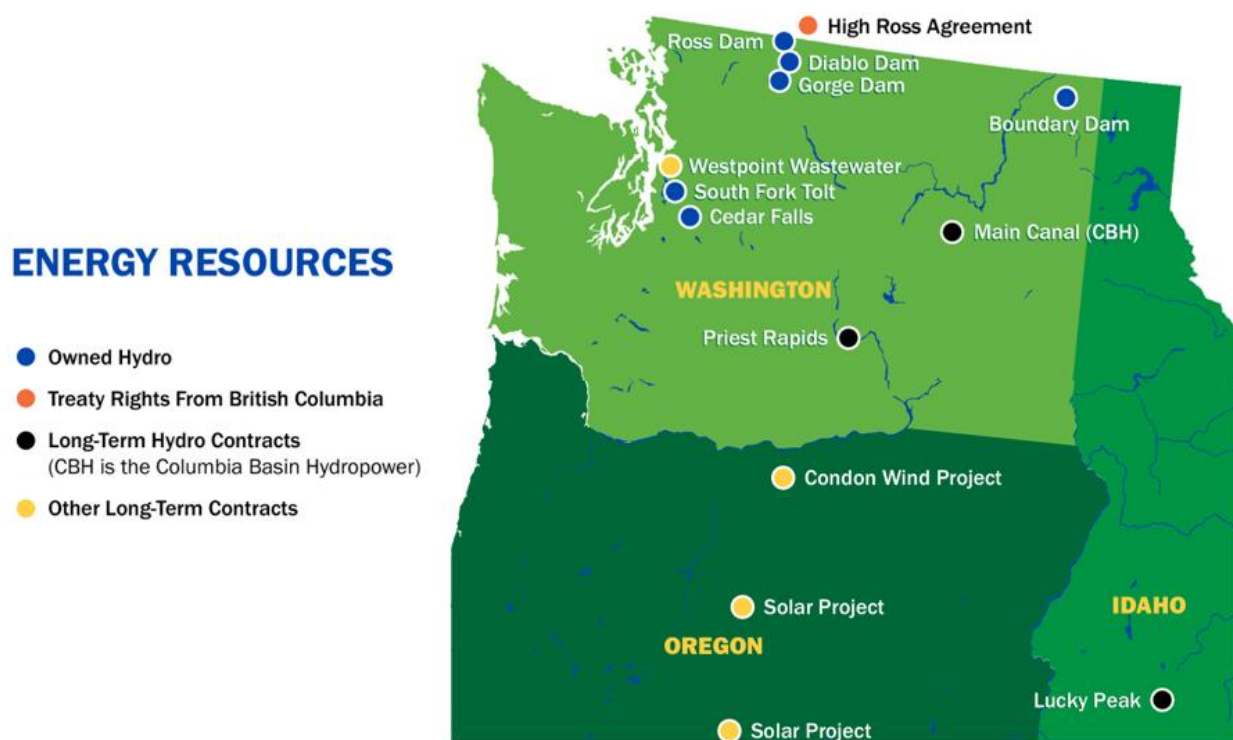 High Ross Agreement
Ross Dam
Diablo Dam
Gorge Dam
Boundary Dam
Westpoint Wastewater
South Fork Tolt
Cedar Falls
Main Canal (CBH)
ENERGY RESOURCES
WASHINGTON
Priest Rapids
Owned Hydro
Treaty Rights From British Columbia
Long-Term Hydro Contracts
(CBH is the Columbia Basin Hydropower)
Other Long-Term Contracts
Condon Wind Project
Solar Project
IDAHO
OREGON
Lucky Peak
Solar Project